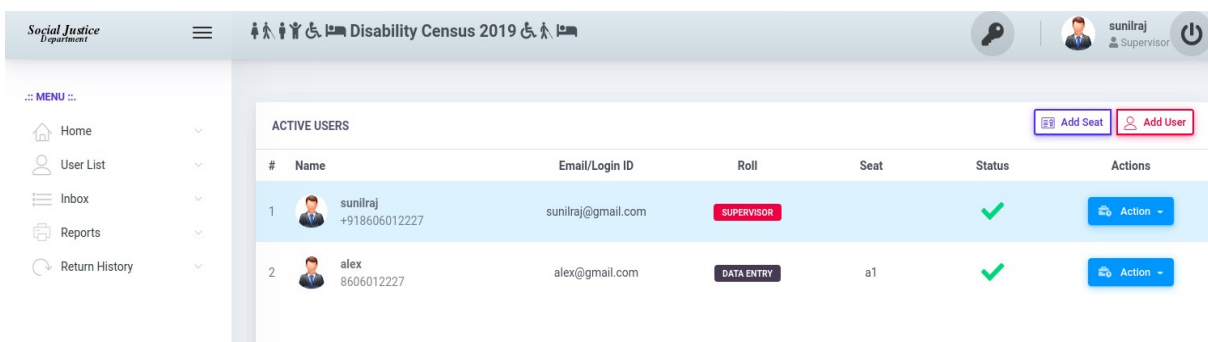 Social Justice
Department
Disability Census 2019
sunilraj
Supervisor
.:: MENU ::.
Home
User List
Inbox
Reports
Return History
ACTIVE USERS
Add Seat
Add User
# Name Email/Login ID Roll Seat Status Actions
1 sunilraj sunilraj@gmail.com SUPERVISOR Action
+918606012227
2 alex alex@gmail.com DATA ENTRY a1 Action
8606012227